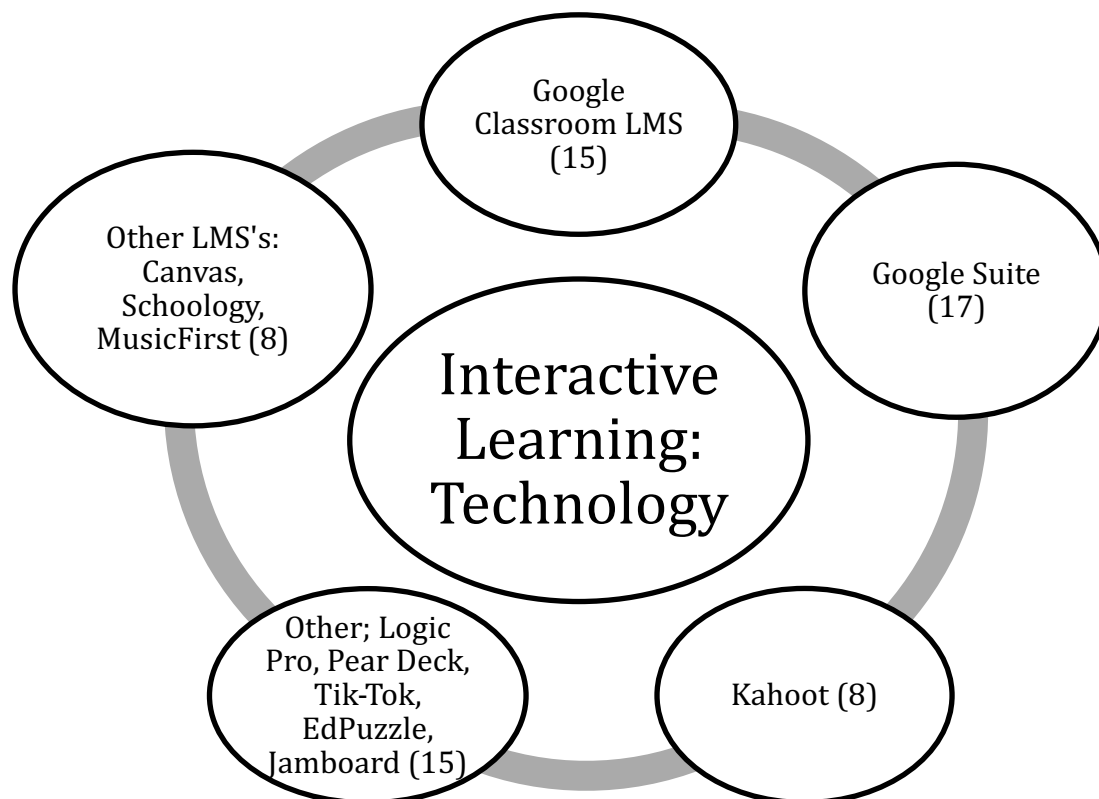 Google
Classroom LMS
(15)
Google Suite
(17)
Kahoot (8)
Other; Logic
Pro, Pear Deck,
Tik-Tok,
EdPuzzle,
Jamboard (15)
Other LMS's:
Canvas,
Schoology,
MusicFirst (8)
Interactive
Learning:
Technology